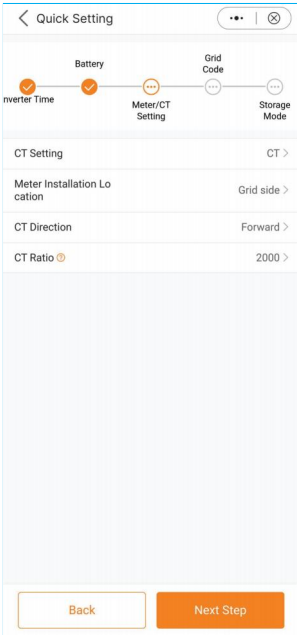 Quick Setting
Battery
Grid
Code
nverter Time
Meter/CT
Setting
Storage
Mode
CT Setting
CT
Meter Installation Lo
cation
Grid side
CT Direction
Forward
CT Ratio
2000
Back
Next Step